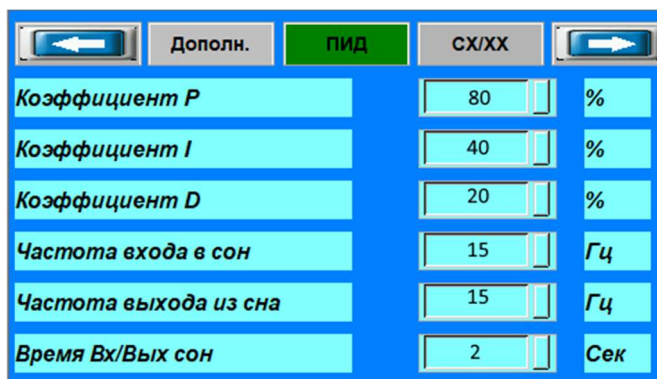 Дополн. ПИД СХ/ХХ
Коэффициент P 80 %
Коэффициент I 40 %
Коэффициент D 20 %
Частота входа в сон 15 Гц
Частота выхода из сна 15 Гц
Время Вх/Вых сон 2 Сек